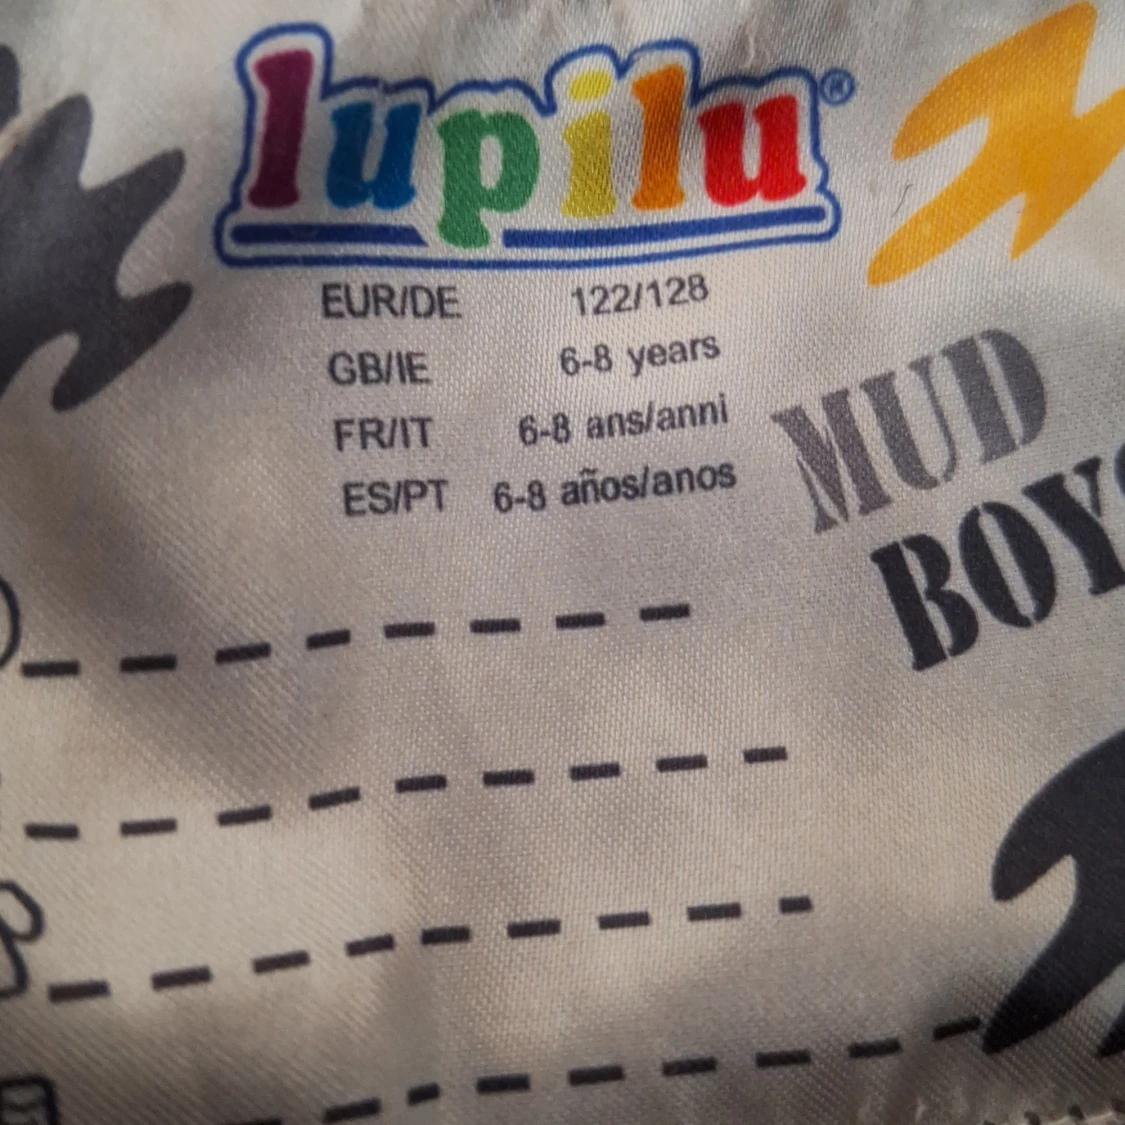 lupilu®
EUR/DE 122/128
GB/IE 6-8 years
FR/IT 6-8 ans/anni
ES/PT 6-8 años/anos
MUD
BOYS